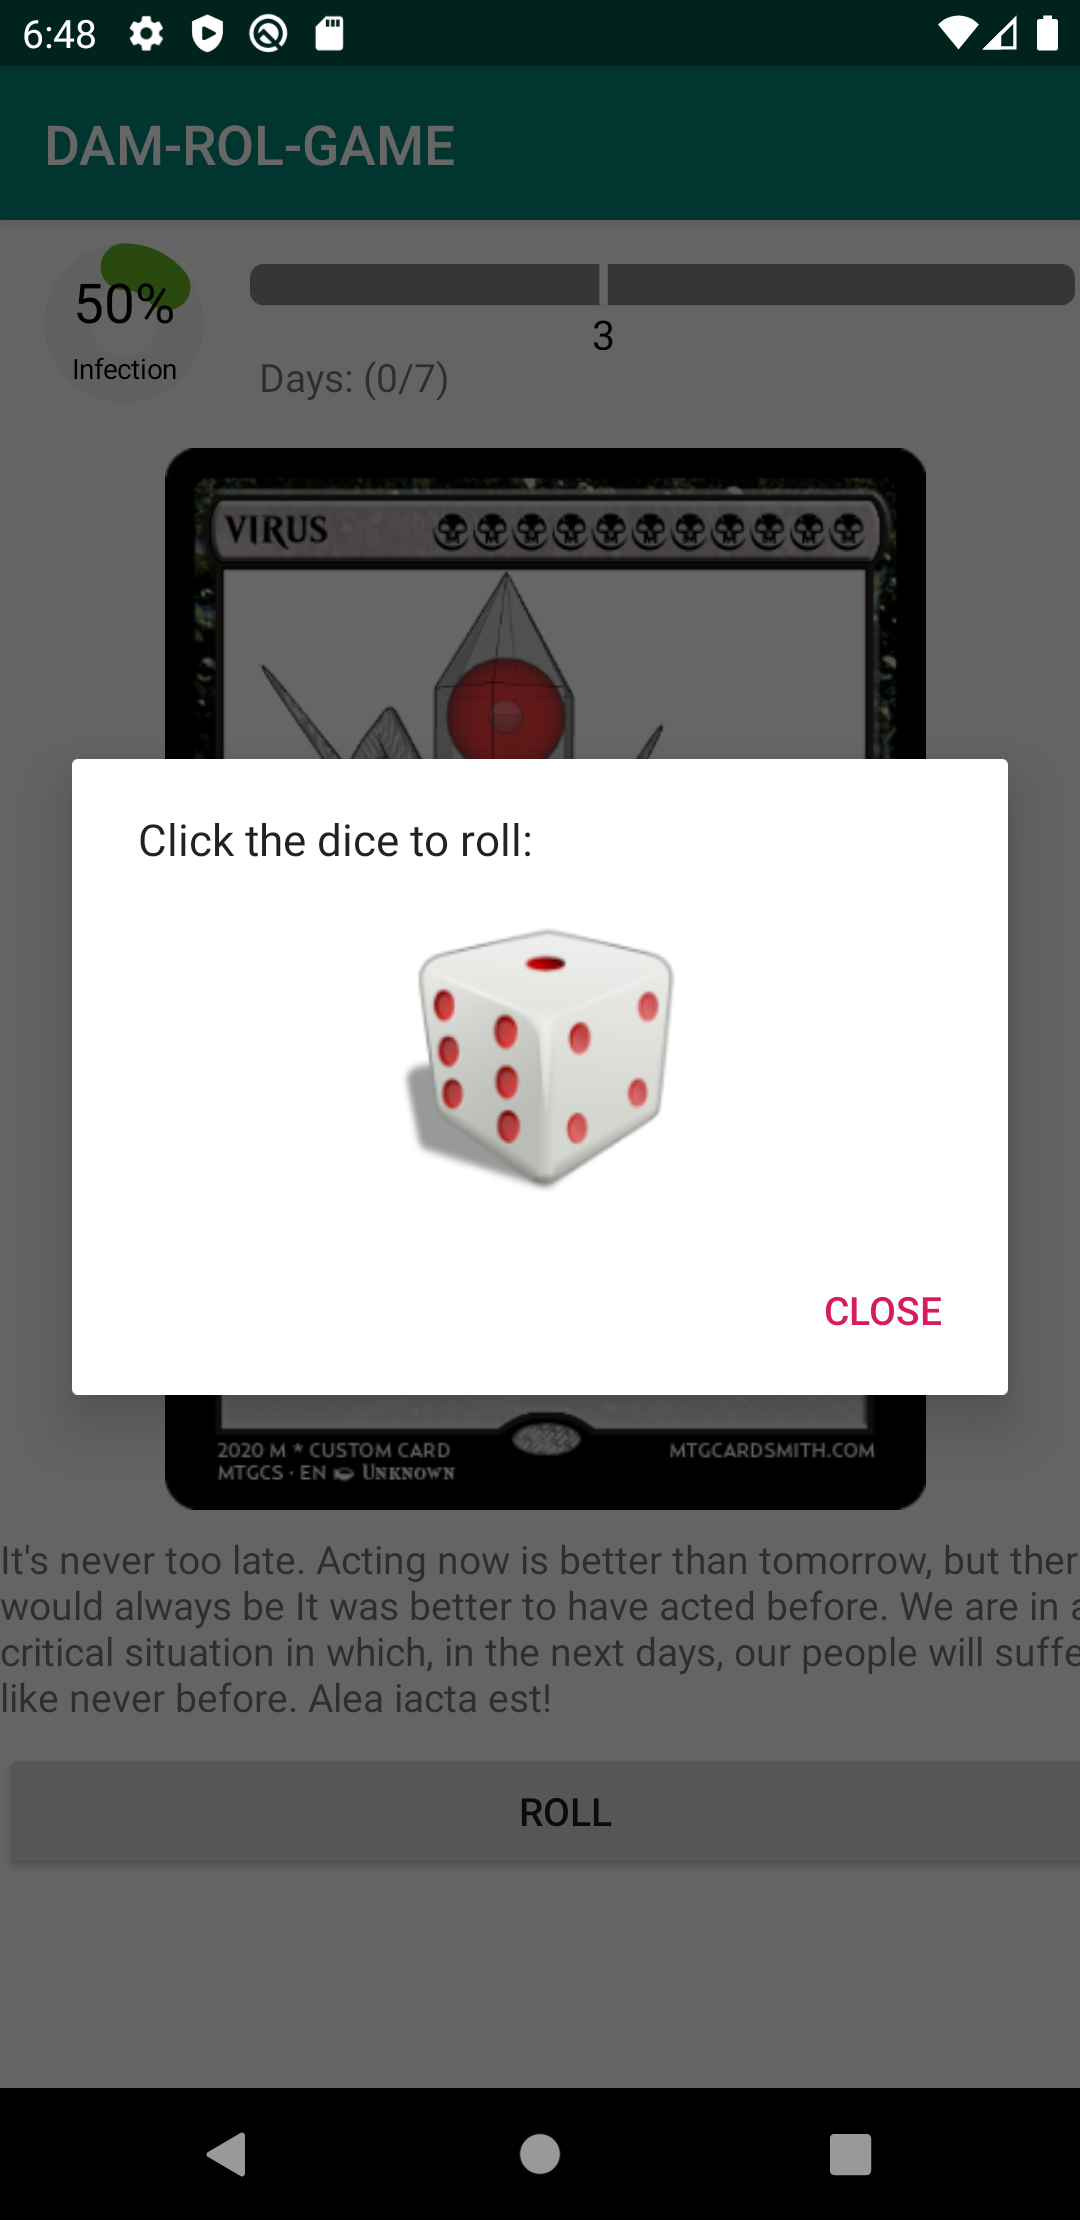 6:48
DAM-ROL-GAME
50%
Infection
3
Days: (0/7)
VIRUS
Click the dice to roll:
CLOSE
2020 M * CUSTOM CARD
MTGCARDSMITH.COM
MTGCS · EN UNKNOWN
It's never too late. Acting now is better than tomorrow, but ther
would always be It was better to have acted before. We are in a
critical situation in which, in the next days, our people will suffe
like never before. Alea iacta est!
ROLL